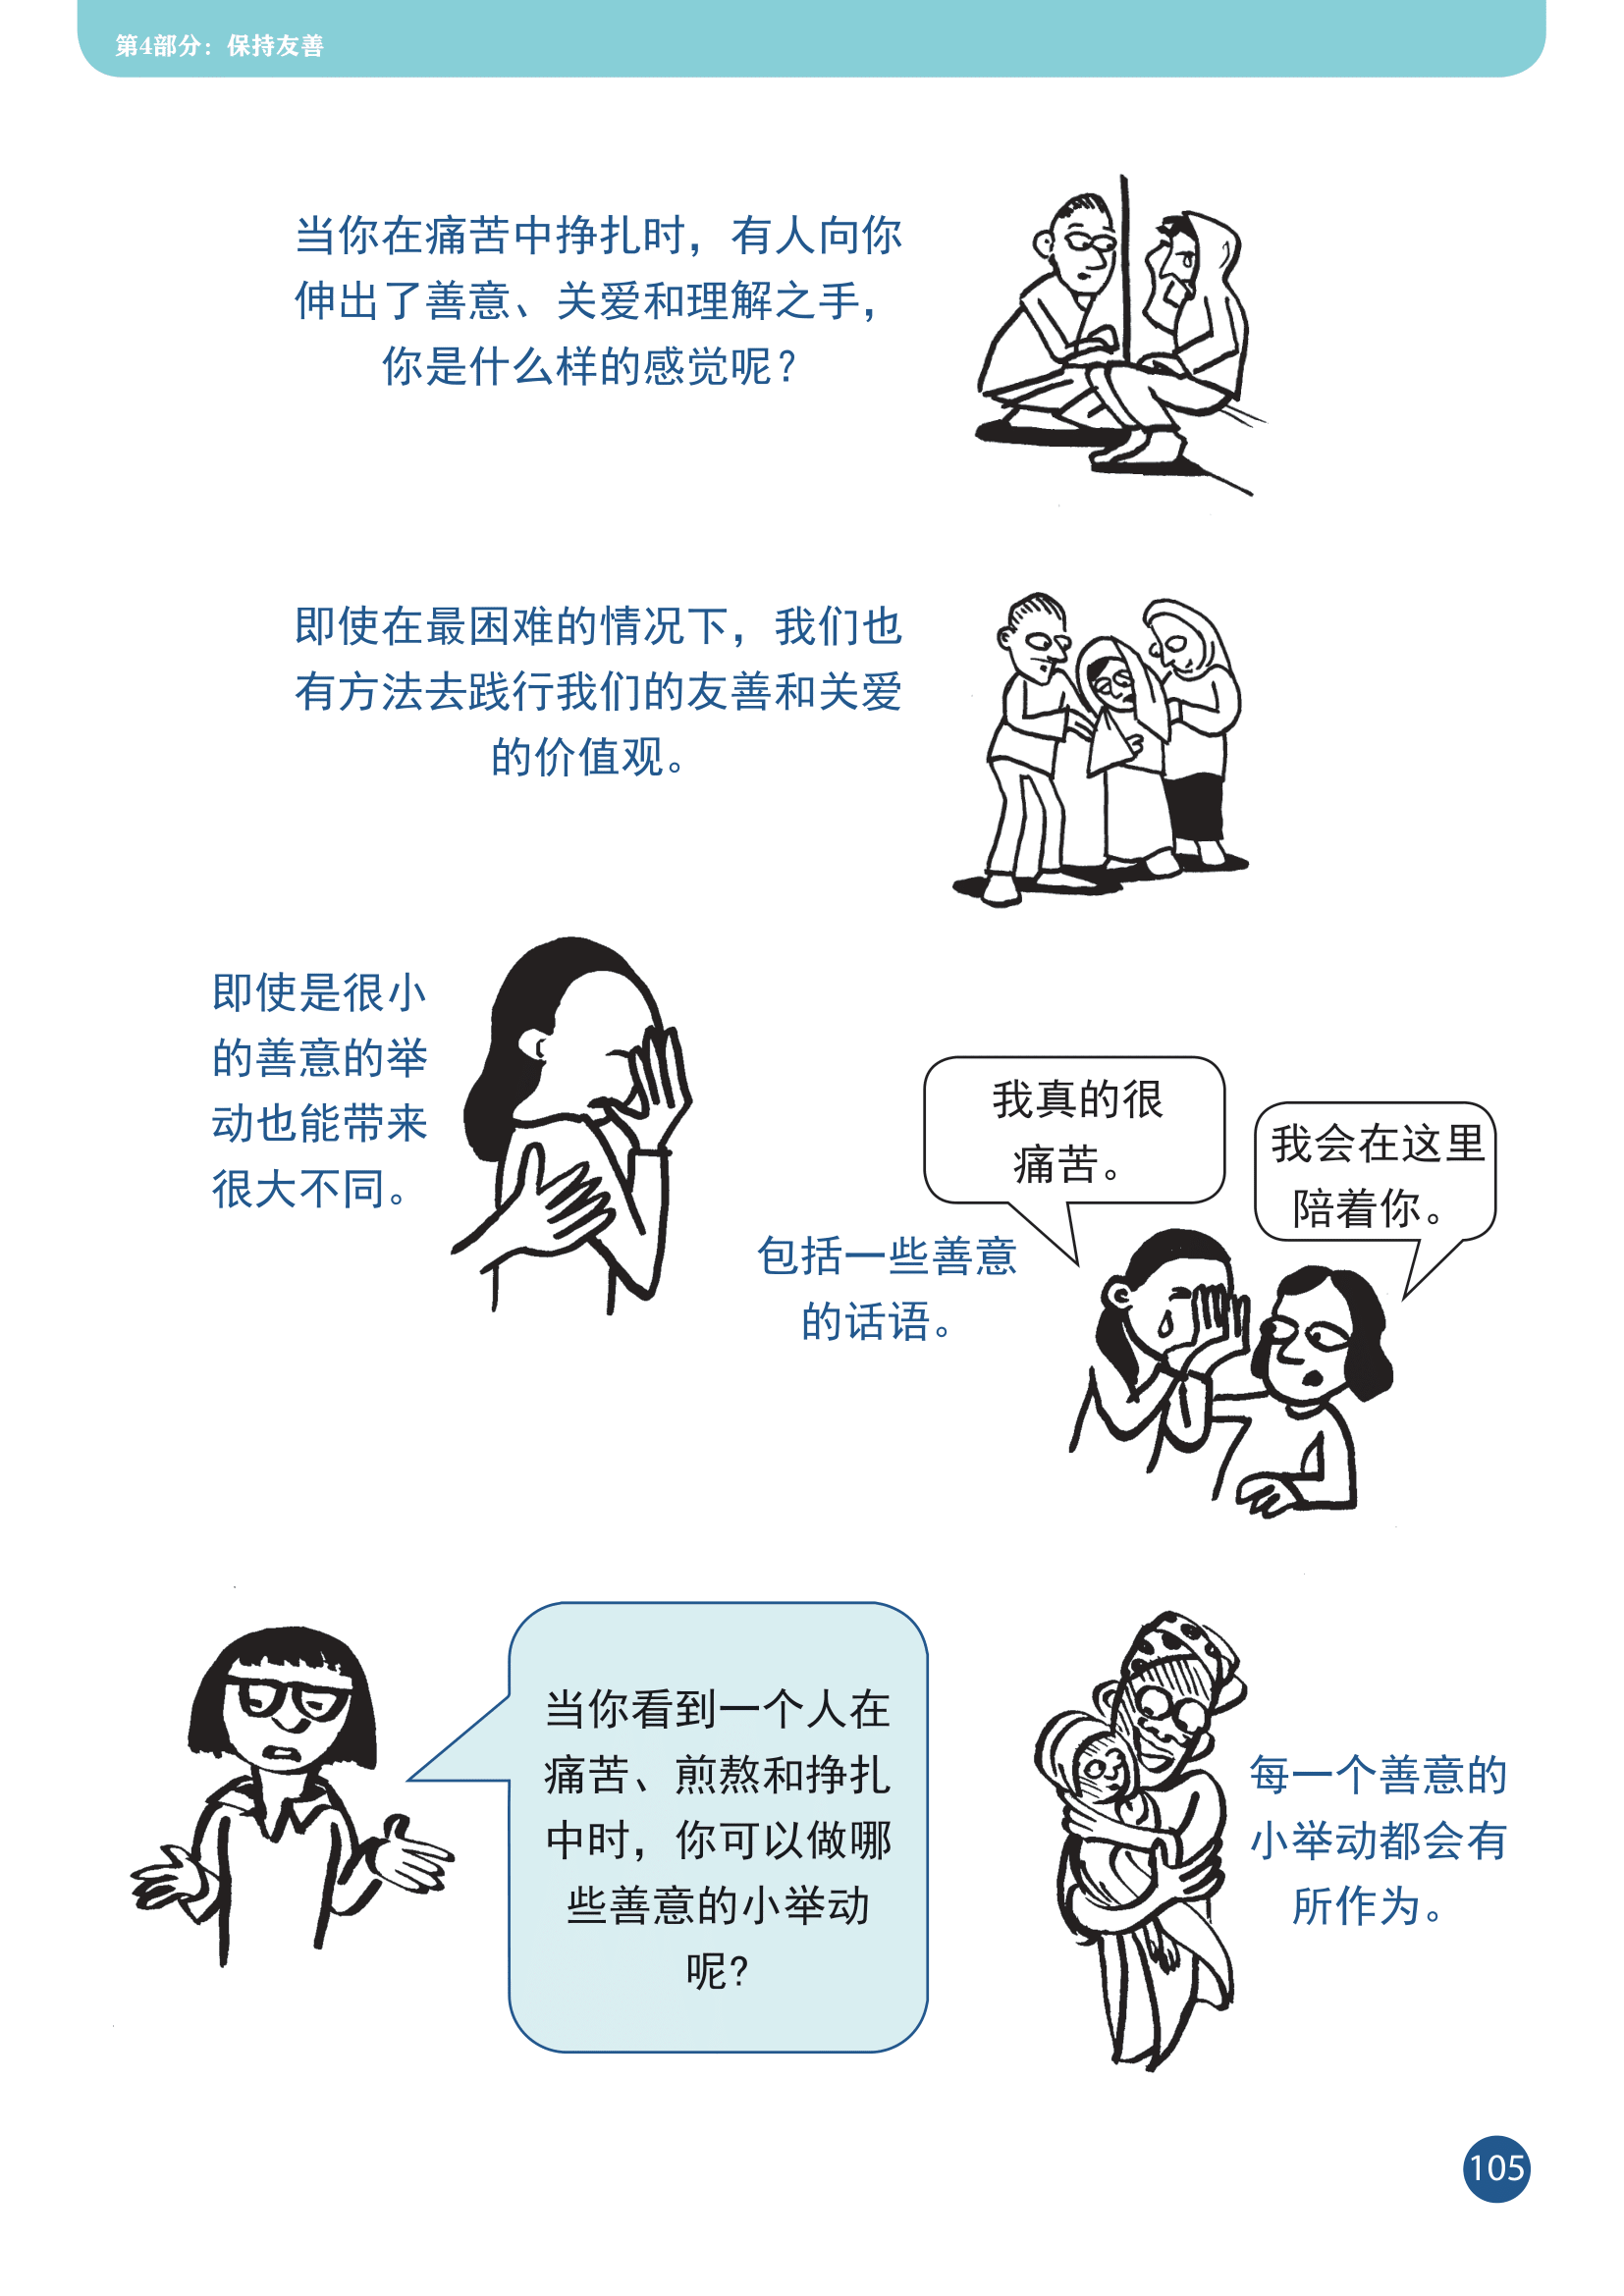 第4部分：保持友善
当你在痛苦中挣扎时，有人向你
伸出了善意、关爱和理解之手，
你是什么样的感觉呢？
即使在最困难的情况下，我们也
有方法去践行我们的友善和关爱
的价值观。
即使是很小
的善意的举
动也能带来
很大不同。
我真的很
痛苦。
我会在这里
陪着你。
包括一些善意
的话语。
当你看到一个人在
痛苦、煎熬和挣扎
中时，你可以做哪
些善意的小举动
呢？
每一个善意的
小举动都会有
所作为。
105